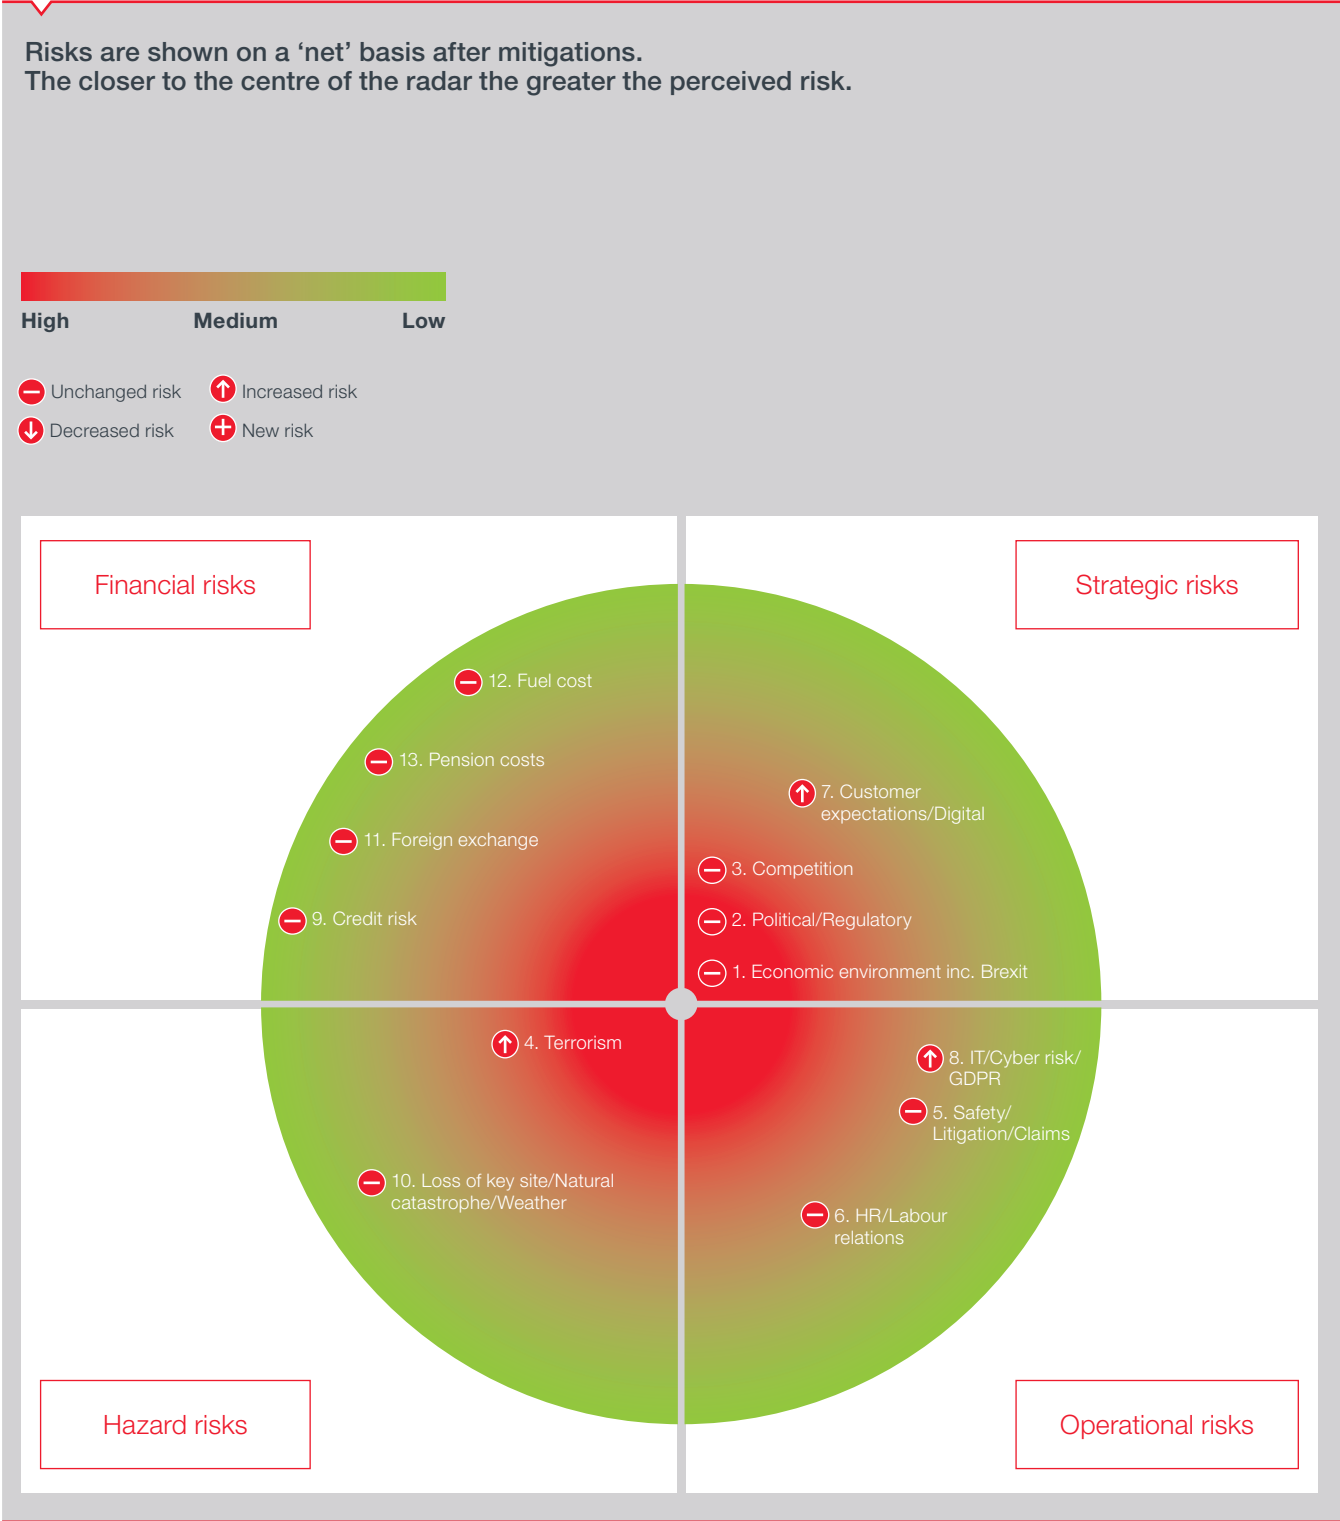 Risks are shown on a ‘net’ basis after mitigations.
The closer to the centre of the radar the greater the perceived risk.
High Medium Low
Unchanged risk Increased risk
Decreased risk New risk
Financial risks
Strategic risks
12. Fuel cost
13. Pension costs
11. Foreign exchange
9. Credit risk
7. Customer
expectations/Digital
3. Competition
2. Political/Regulatory
1. Economic environment inc. Brexit
4. Terrorism
10. Loss of key site/Natural
catastrophe/Weather
8. IT/Cyber risk/
GDPR
5. Safety/
Litigation/Claims
6. HR/Labour
relations
Hazard risks
Operational risks